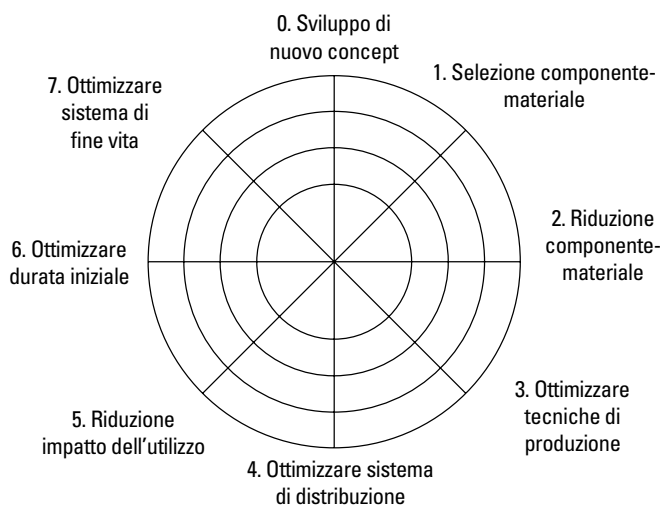 0. Sviluppo di
nuovo concept
1. Selezione componente-
materiale
2. Riduzione
componente-
materiale
3. Ottimizzare
tecniche di
produzione
4. Ottimizzare sistema
di distribuzione
5. Riduzione
impatto dell'utilizzo
6. Ottimizzare
durata iniziale
7. Ottimizzare
sistema di
fine vita